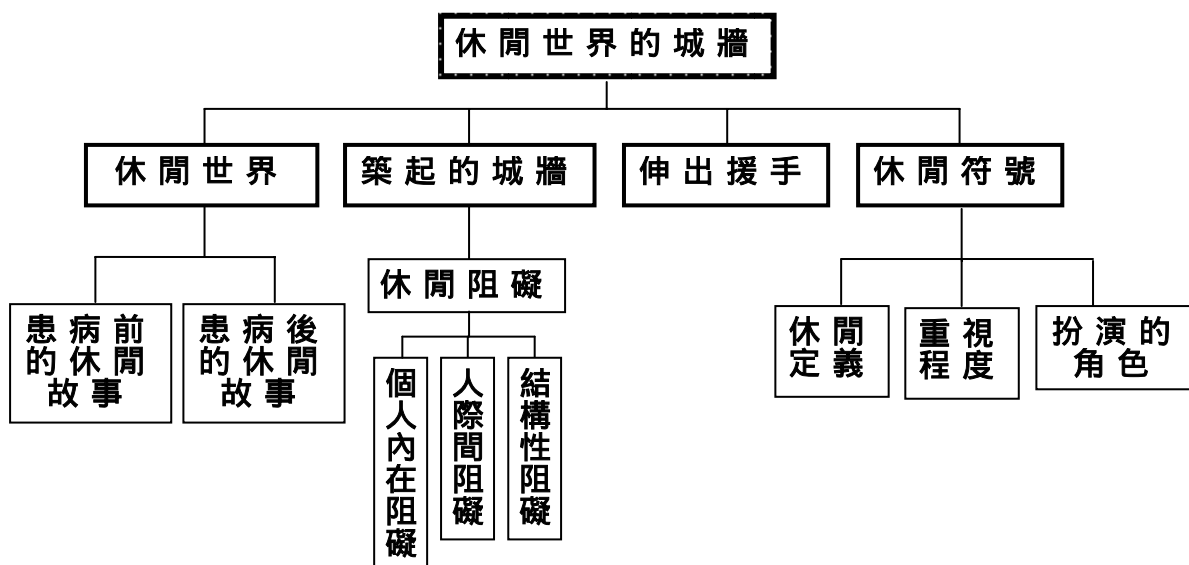 休閒世界的城牆
休閒世界
築起的城牆
伸出援手
休閒符號
患病前
的休閒
故事
患病後
的休閒
故事
休閒阻礙
個人內在阻礙
人際間阻礙
結構性阻礙
休閒
定義
重視
程度
扮演的
角色